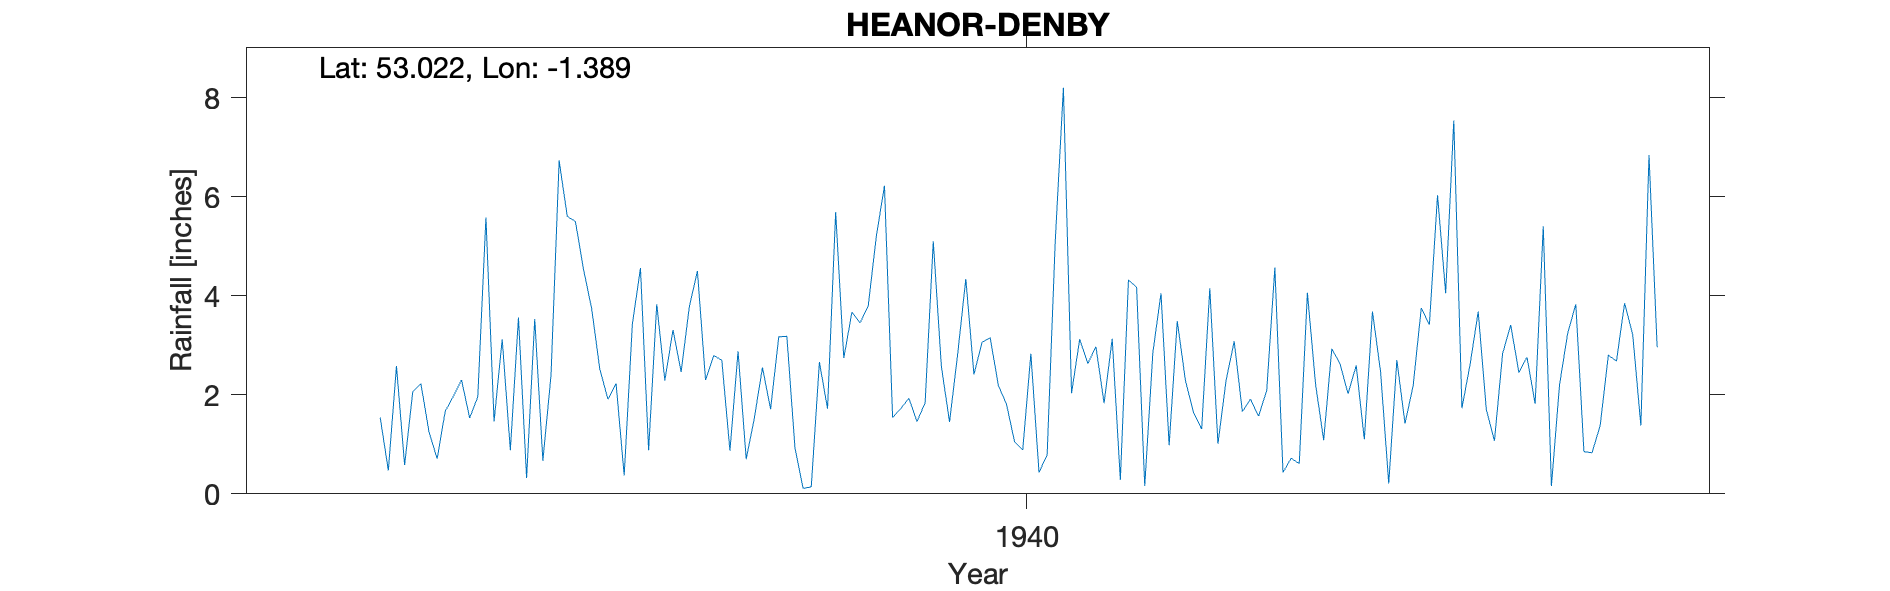 HEANOR-DENBY
Lat: 53.022, Lon: -1.389
8
6
4
2
0
Rainfall [inches]
1940
Year